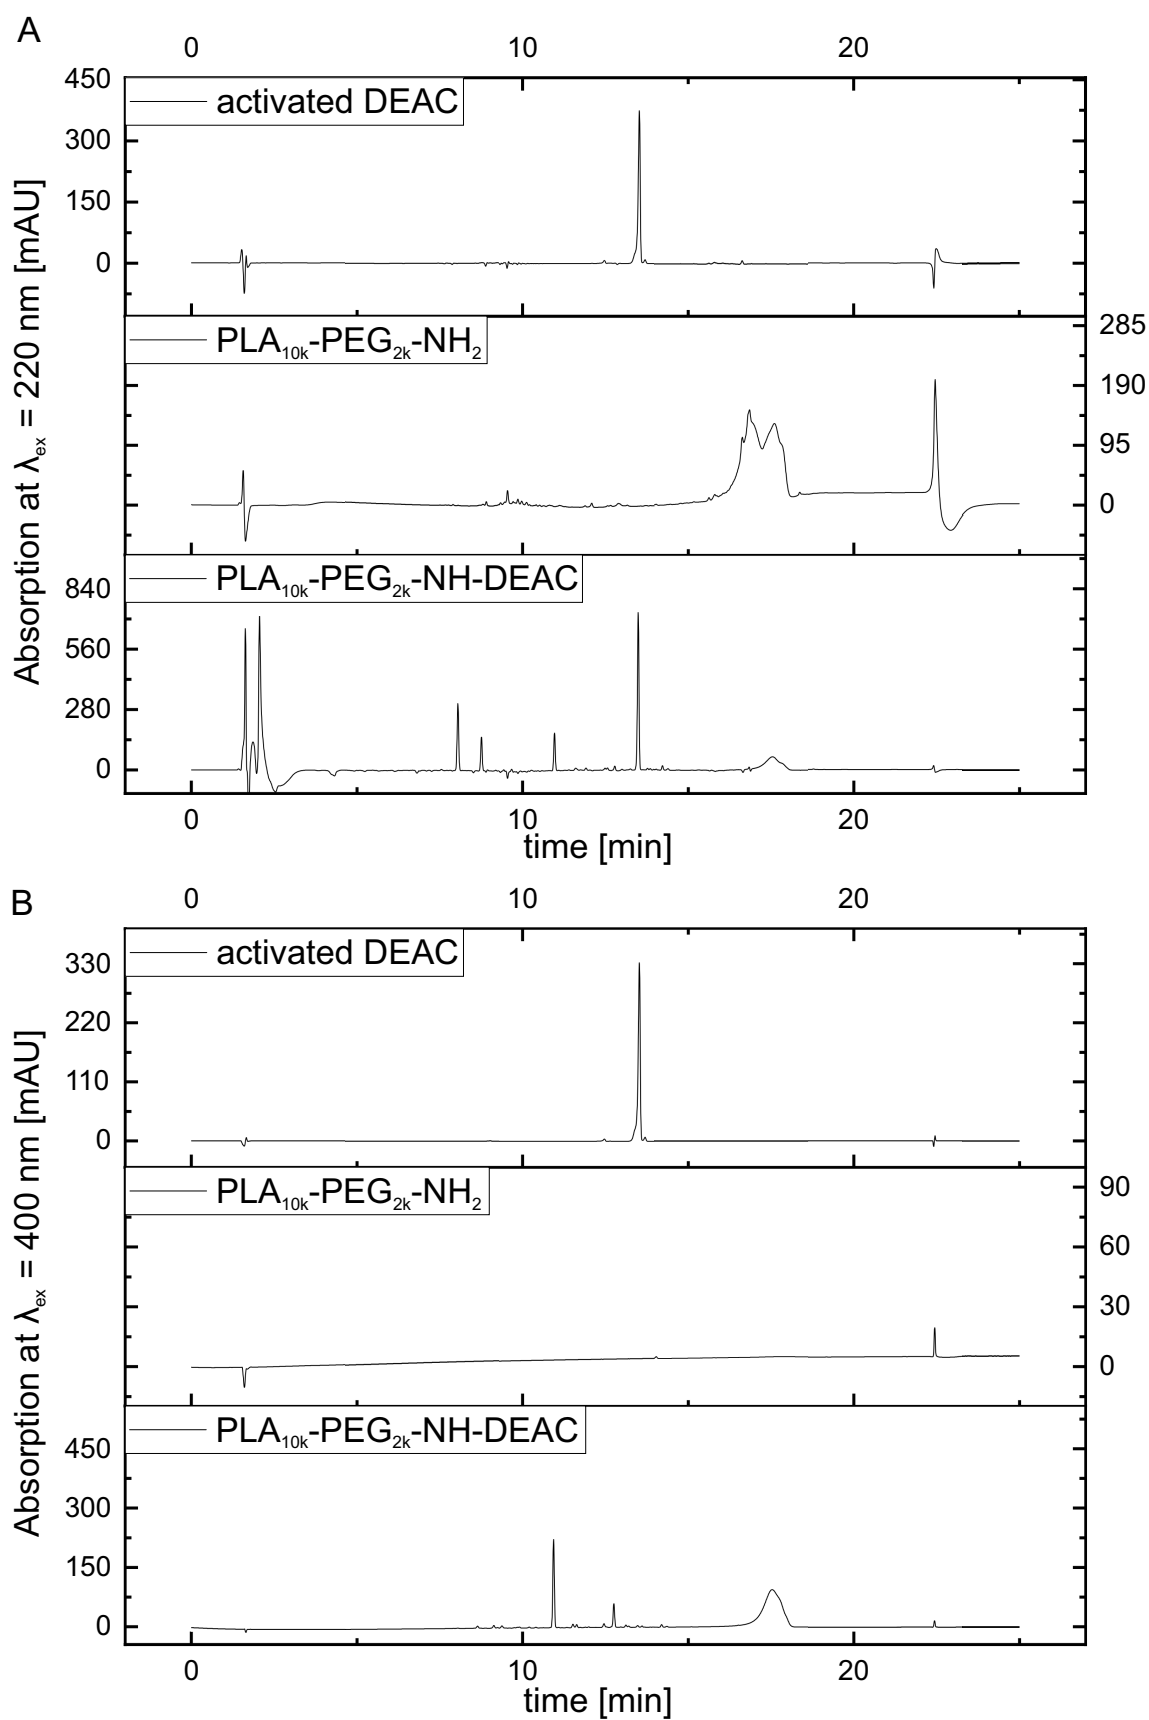 A
0 10 20
Absorption at λex = 220 nm [mAU]
activated DEAC
450
300
150
0
PLA10k-PEG2k-NH2
285
190
95
0
PLA10k-PEG2k-NH-DEAC
840
560
280
0
0 10 20
time [min]
B
0 10 20
Absorption at λex = 400 nm [mAU]
activated DEAC
330
220
110
0
PLA10k-PEG2k-NH2
90
60
30
0
PLA10k-PEG2k-NH-DEAC
450
300
150
0
0 10 20
time [min]